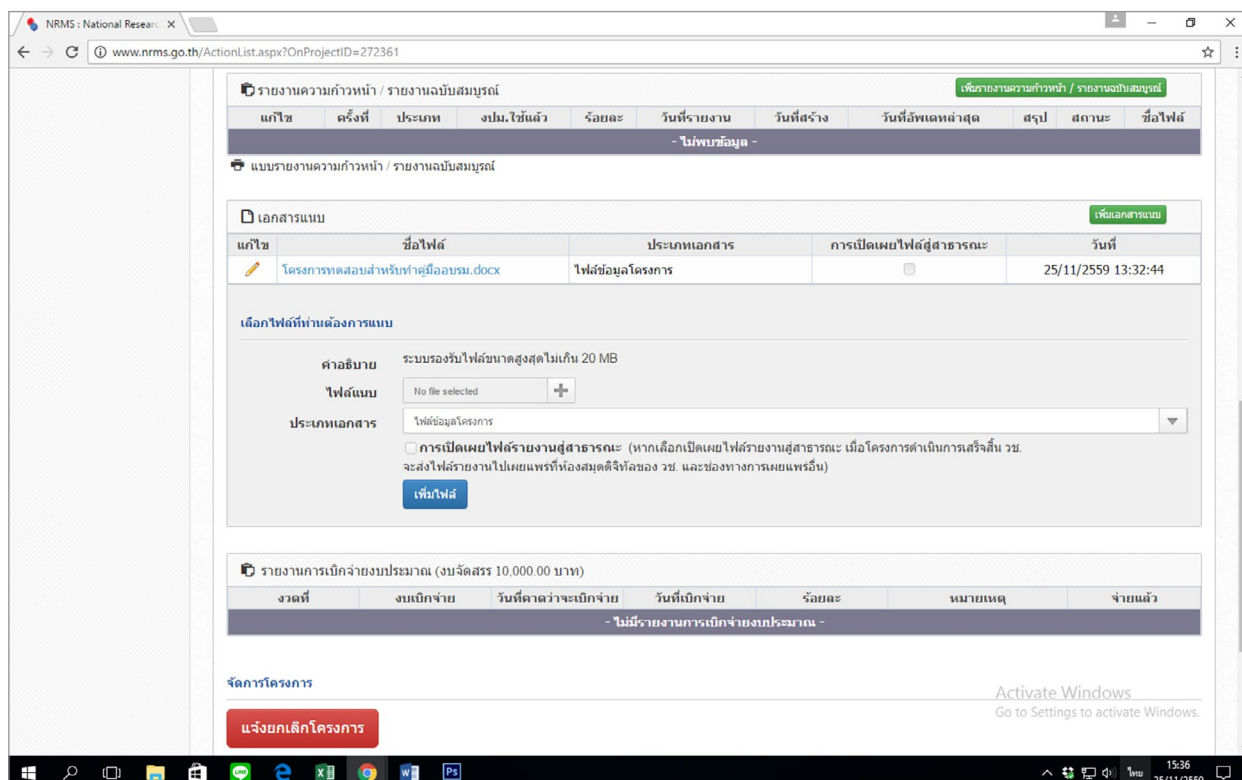 NRMS : National Researc
www.nrms.go.th/ActionList.aspx?OnProjectID=272361
รายงานความก้าวหน้า / รายงานฉบับสมบูรณ์
เพิ่มรายงานความก้าวหน้า / รายงานฉบับสมบูรณ์
แก้ไข ครั้งที่ ประเภท งปม.ใช้แล้ว ร้อยละ วันที่รายงาน วันที่สร้าง วันที่อัพเดทล่าสุด สรุป สถานะ ชื่อไฟล์
- ไม่พบข้อมูล -
แบบรายงานความก้าวหน้า / รายงานฉบับสมบูรณ์
เอกสารแนบ
เพิ่มเอกสารแนบ
แก้ไข ชื่อไฟล์ ประเภทเอกสาร การเปิดเผยไฟล์สู่สาธารณะ วันที่
โครงการทดสอบสำหรับทำคู่มืออบรม.docx ไฟล์ข้อมูลโครงการ 25/11/2559 13:32:44
เลือกไฟล์ที่ท่านต้องการแนบ
คำอธิบาย ระบบรองรับไฟล์ขนาดสูงสุดไม่เกิน 20 MB
ไฟล์แนบ No file selected
ประเภทเอกสาร ไฟล์ข้อมูลโครงการ
การเปิดเผยไฟล์รายงานสู่สาธารณะ (หากเลือกเปิดเผยไฟล์รายงานสู่สาธารณะ เมื่อโครงการดำเนินการเสร็จสิ้น วช.
จะส่งไฟล์รายงานไปเผยแพร่ที่ห้องสมุดดิจิทัลของ วช. และช่องทางการเผยแพร่อื่น)
เพิ่มไฟล์
รายงานการเบิกจ่ายงบประมาณ (งบจัดสรร 10,000.00 บาท)
งวดที่ งบเบิกจ่าย วันที่คาดว่าจะเบิกจ่าย วันที่เบิกจ่าย ร้อยละ หมายเหตุ จ่ายแล้ว
- ไม่มีรายงานการเบิกจ่ายงบประมาณ -
จัดการโครงการ
แจ้งยกเลิกโครงการ
Activate Windows
Go to Settings to activate Windows.
ไทย 15:36
25/11/2559